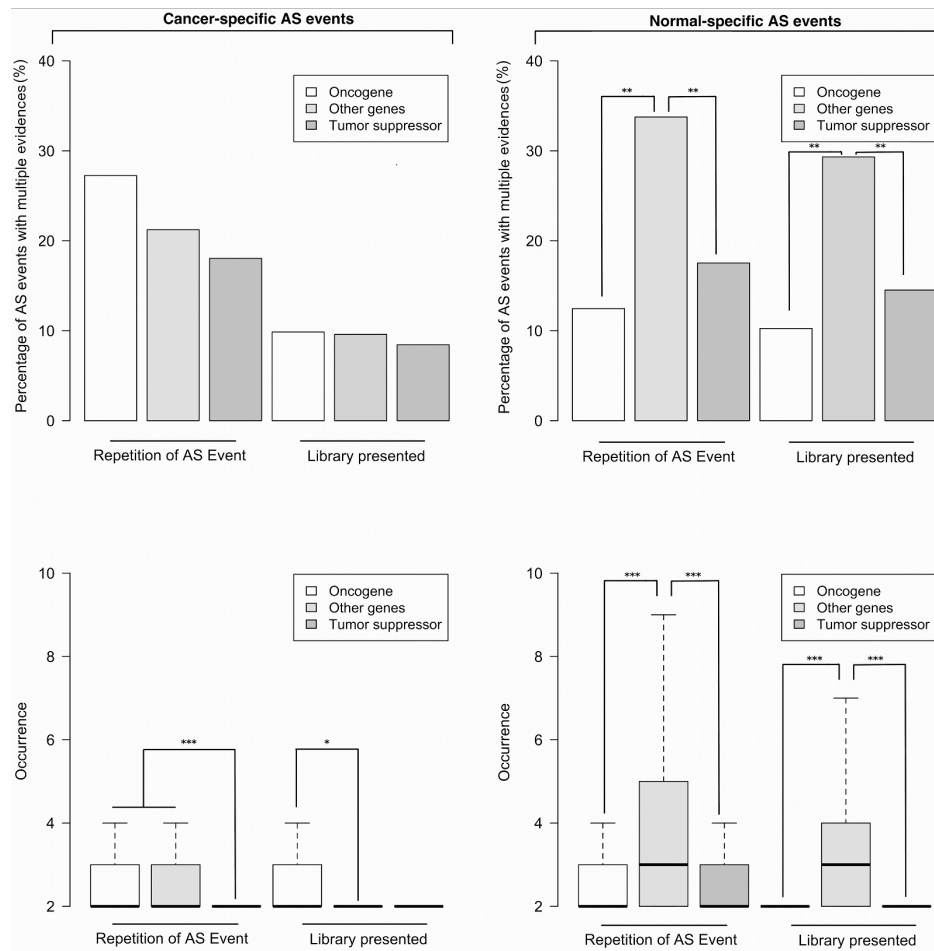 Cancer-specific AS events
Percentage of AS events with multiple evidences (%)
40
30
20
10
0
Oncogene
Other genes
Tumor suppressor
Repetition of AS Event
Library presented
Normal-specific AS events
Percentage of AS events with multiple evidences (%)
40
30
20
10
0
Oncogene
Other genes
Tumor suppressor
**
**
**
**
Repetition of AS Event
Library presented
Occurrence
10
8
6
4
2
Oncogene
Other genes
Tumor suppressor
***
*
Repetition of AS Event
Library presented
Occurrence
10
8
6
4
2
Oncogene
Other genes
Tumor suppressor
***
***
***
***
Repetition of AS Event
Library presented